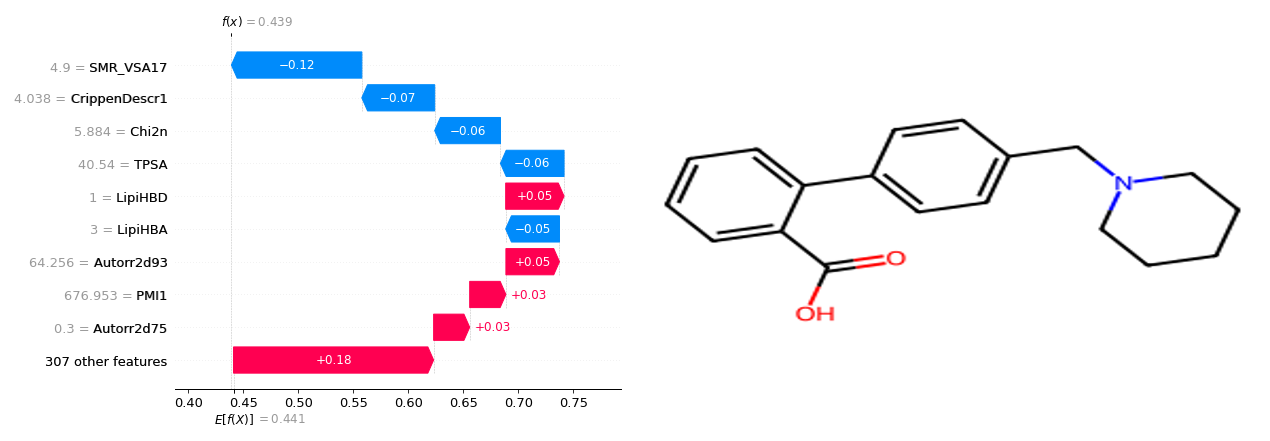 f(x) = 0.439
4.9 = SMR_VSA17 −0.12
4.038 = CrippenDescr1 −0.07
5.884 = Chi2n −0.06
40.54 = TPSA −0.06
1 = LipiHBD +0.05
3 = LipiHBA −0.05
64.256 = Autorr2d93 +0.05
676.953 = PMI1 +0.03
0.3 = Autorr2d75 +0.03
307 other features +0.18
0.40 0.45 0.50 0.55 0.60 0.65 0.70 0.75
E[f(X)] = 0.441
N
O
OH